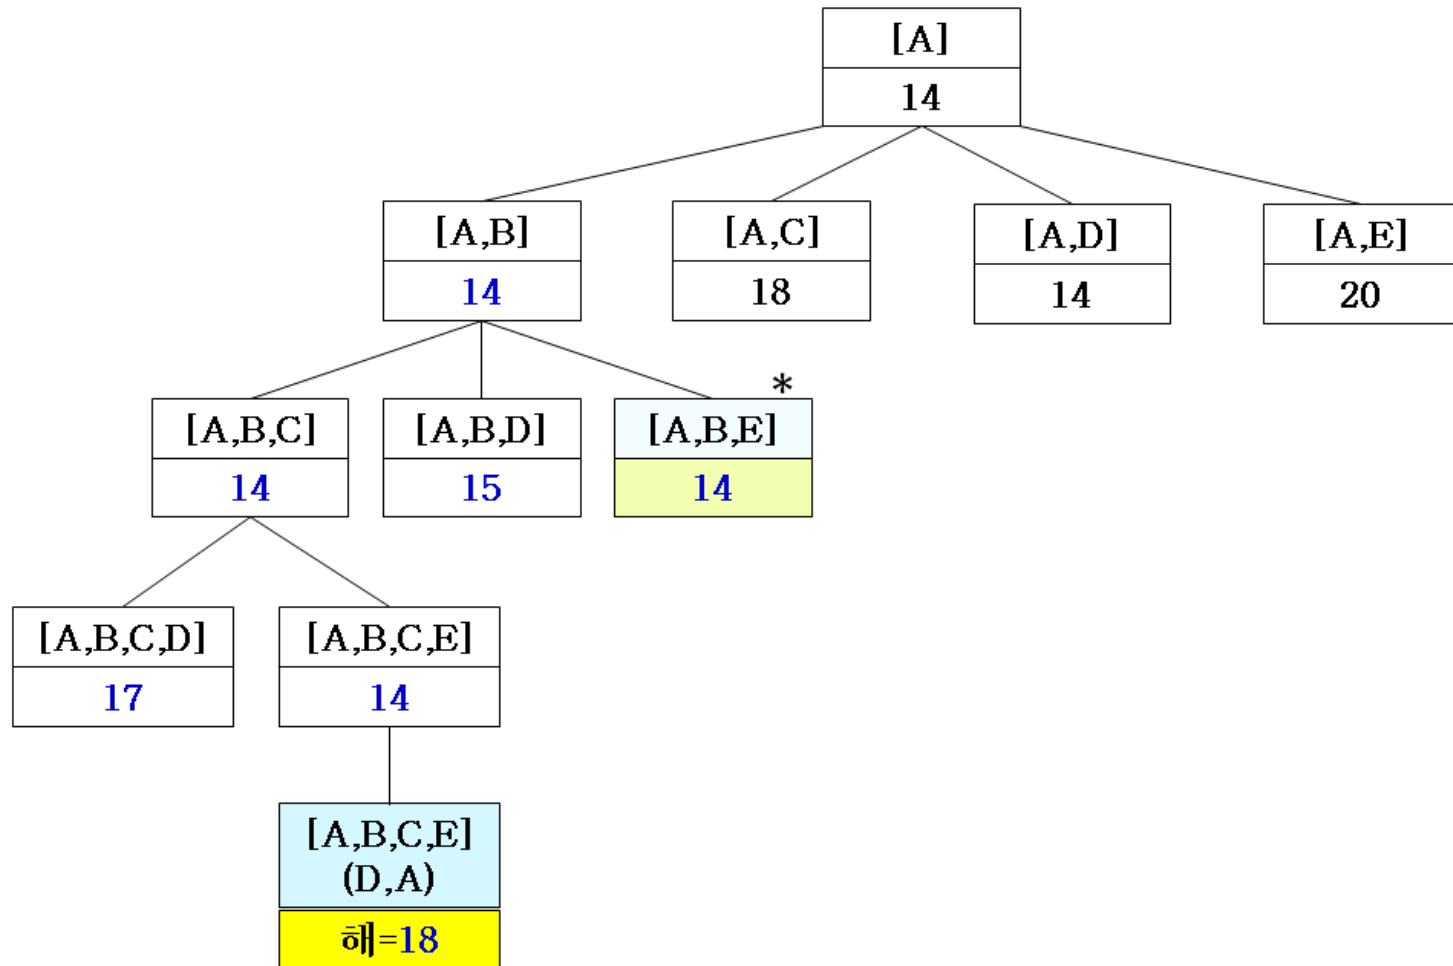 [A]
14
[A,B]
[A,C]
[A,D]
[A,E]
14
18
14
20
*
[A,B,C]
[A,B,D]
[A,B,E]
14
15
14
[A,B,C,D]
[A,B,C,E]
17
14
[A,B,C,E]
(D,A)
해=18